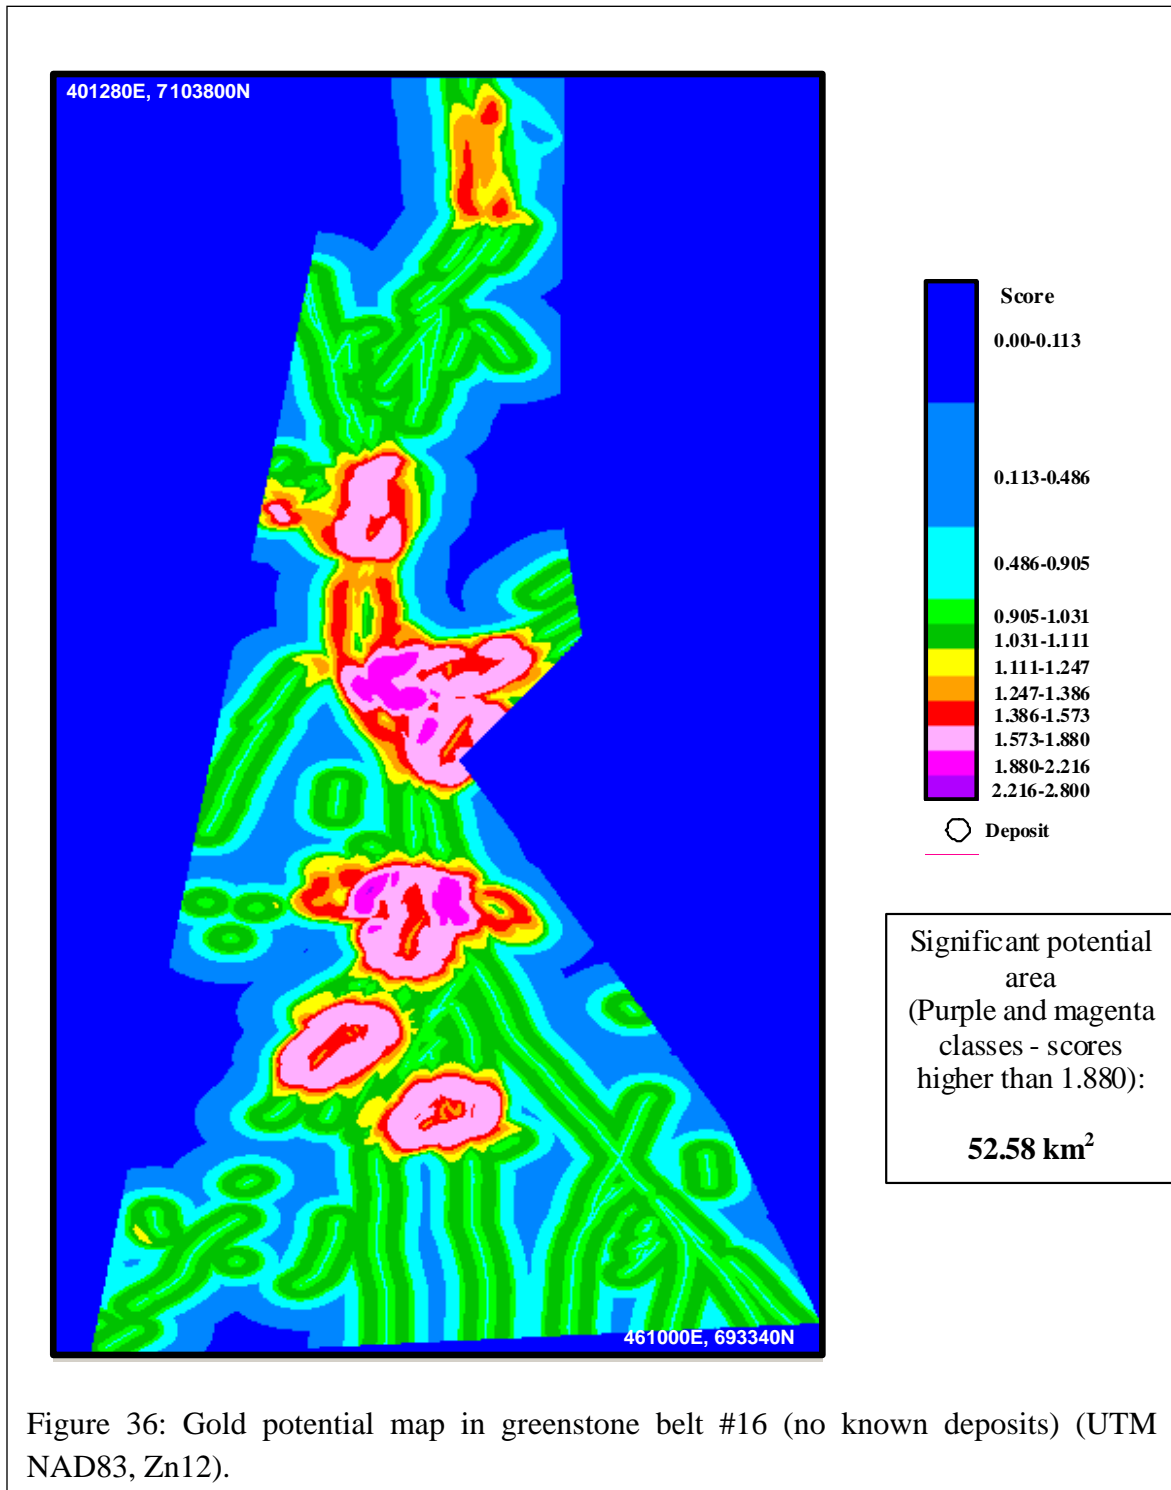 401280E, 7103800N
Score
0.00-0.113
0.113-0.486
0.486-0.905
0.905-1.031
1.031-1.111
1.111-1.247
1.247-1.386
1.386-1.573
1.573-1.880
1.880-2.216
2.216-2.800
Deposit
Significant potential
area
(Purple and magenta
classes - scores
higher than 1.880):
52.58 km²
461000E, 693340N
Figure 36: Gold potential map in greenstone belt #16 (no known deposits) (UTM
NAD83, Zn12).